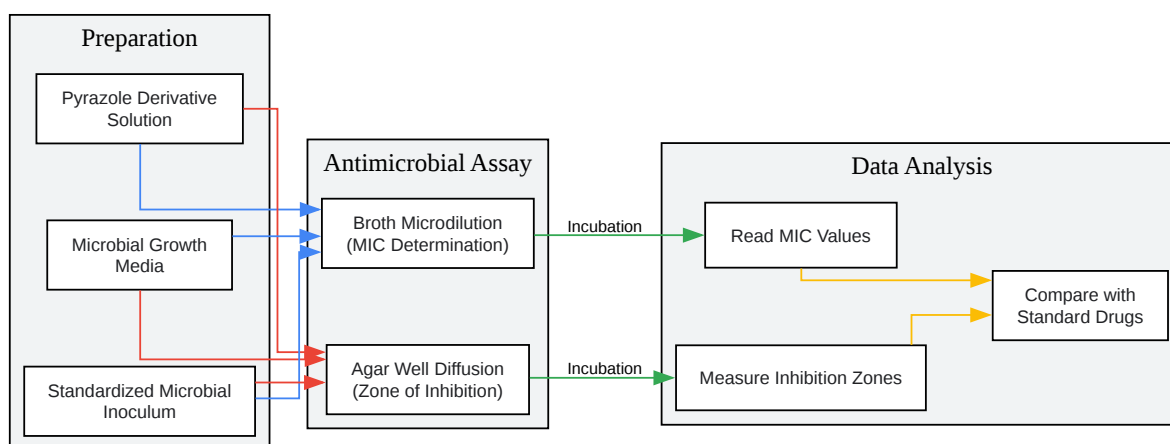 Preparation
Pyrazole Derivative
Solution
Microbial Growth
Media
Standardized Microbial
Inoculum
Antimicrobial Assay
Broth Microdilution
(MIC Determination)
Agar Well Diffusion
(Zone of Inhibition)
Incubation
Incubation
Data Analysis
Read MIC Values
Measure Inhibition Zones
Compare with
Standard Drugs